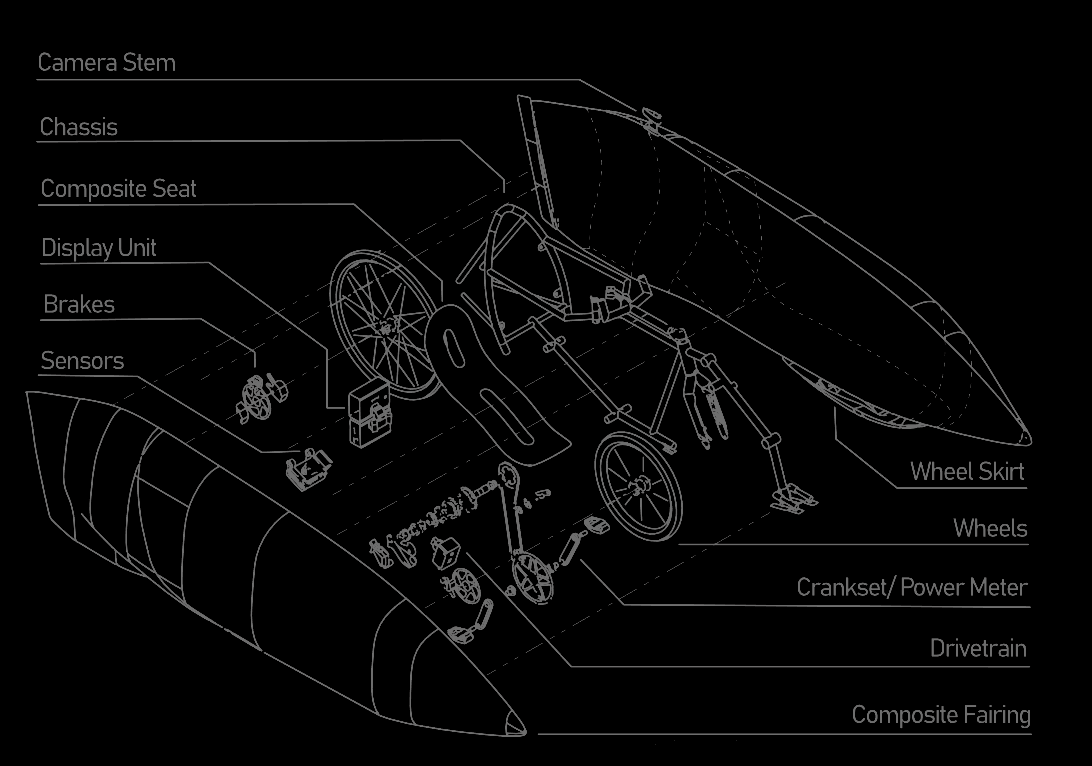 Camera Stem
Chassis
Composite Seat
Display Unit
Brakes
Sensors
Wheel Skirt
Wheels
Crankset/ Power Meter
Drivetrain
Composite Fairing